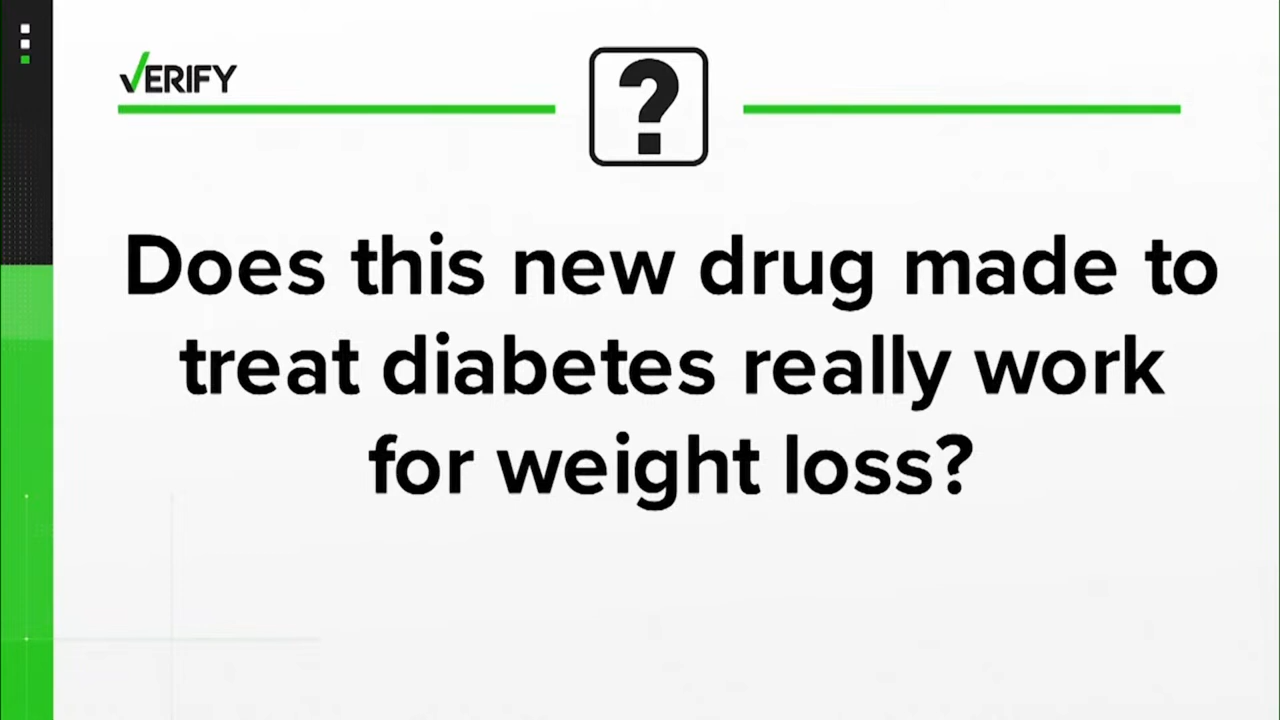 VERIFY
?
Does this new drug made to
treat diabetes really work
for weight loss?